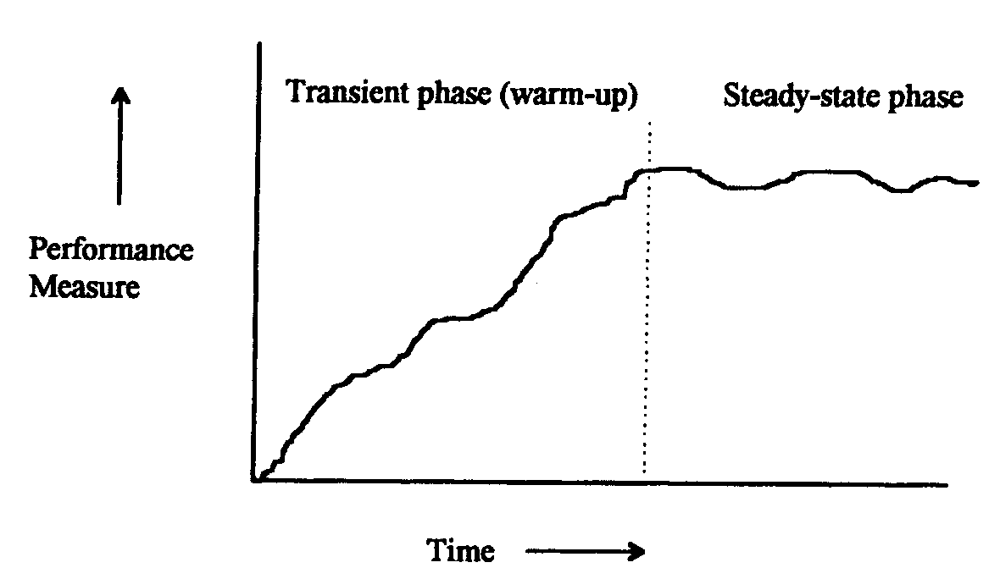 Transient phase (warm-up)
Steady-state phase
Performance
Measure
Time